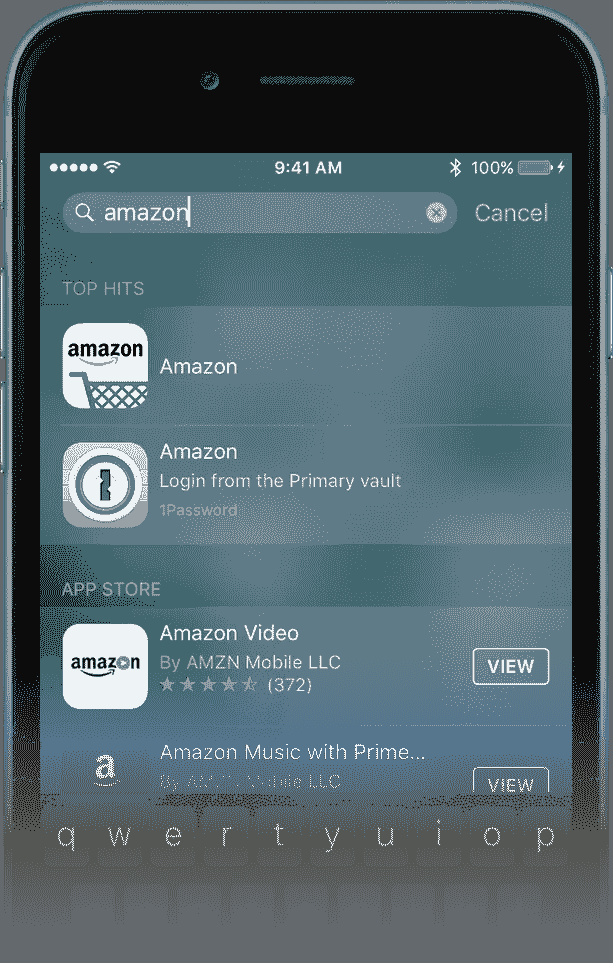 9:41 AM 100%
amazon Cancel
TOP HITS
amazon
Amazon
Amazon
Login from the Primary vault
1Password
APP STORE
Amazon Video
amazon
By AMZN Mobile LLC
VIEW
(372)
Amazon Music with Prime...
a
By AMZN Mobile LLC
VIEW
q w e r t y u i o p